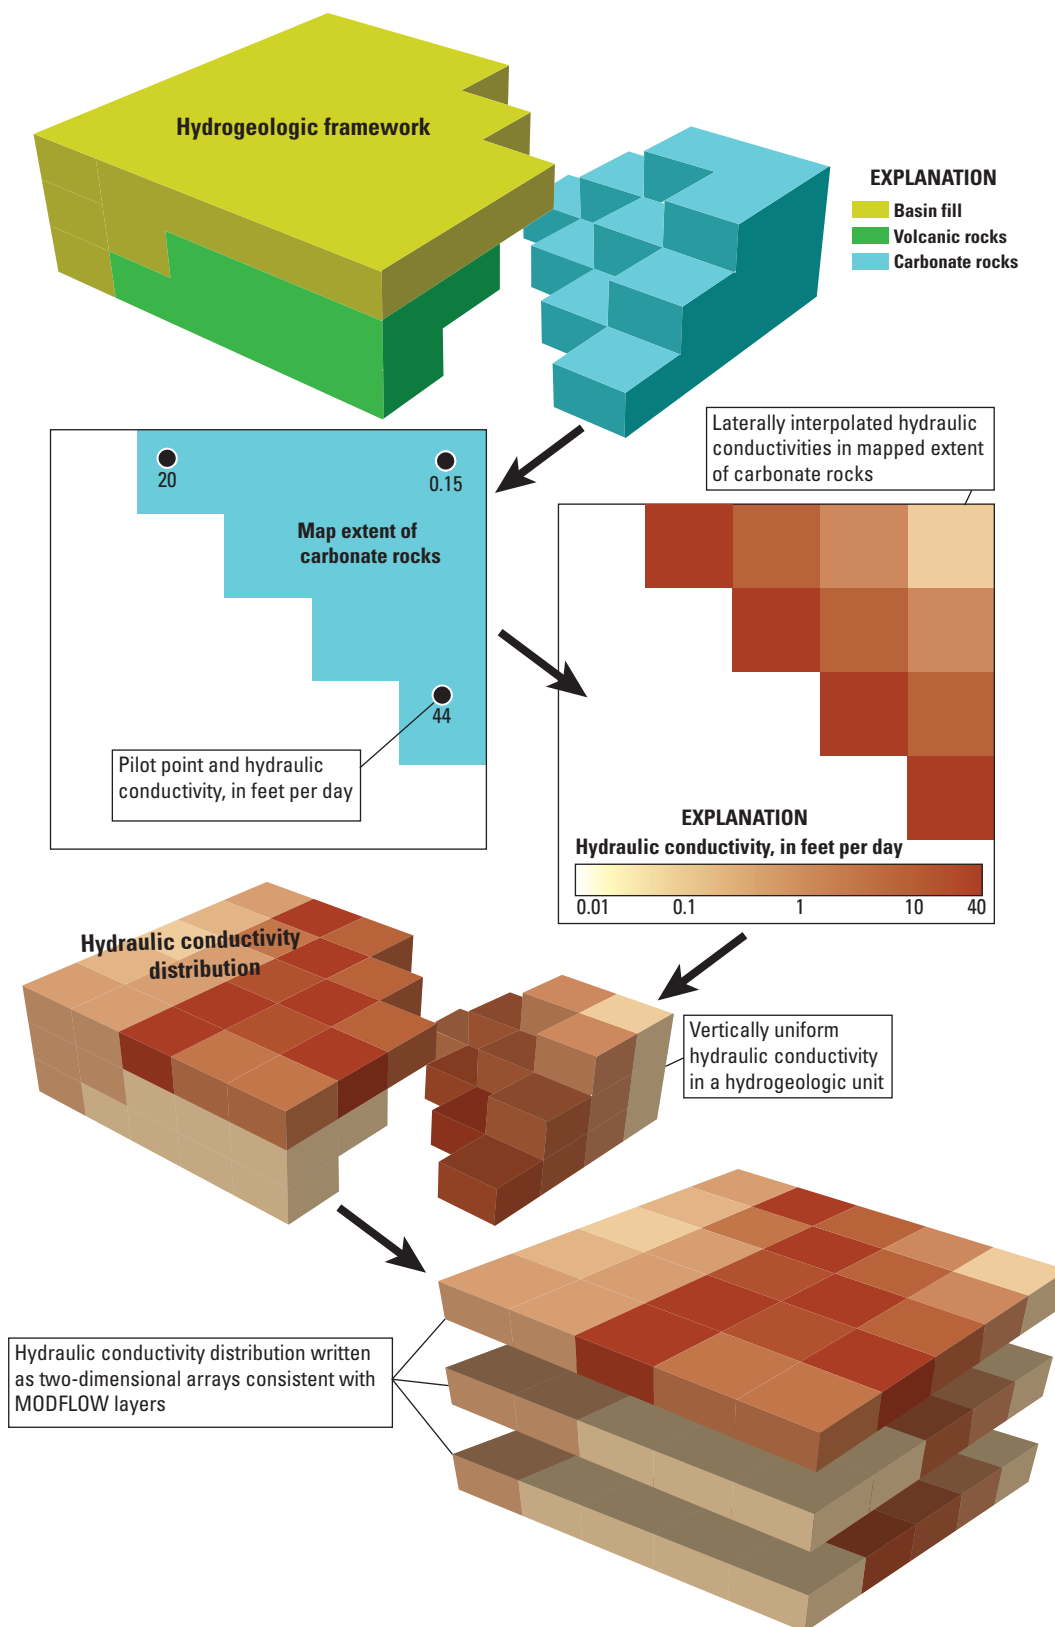 Hydrogeologic framework
EXPLANATION
Basin fill
Volcanic rocks
Carbonate rocks
Laterally interpolated hydraulic
conductivities in mapped extent
of carbonate rocks
20
0.15
Map extent of
carbonate rocks
44
Pilot point and hydraulic
conductivity, in feet per day
EXPLANATION
Hydraulic conductivity, in feet per day
0.01 0.1 1 10 40
Hydraulic conductivity
distribution
Vertically uniform
hydraulic conductivity
in a hydrogeologic unit
Hydraulic conductivity distribution written
as two-dimensional arrays consistent with
MODFLOW layers